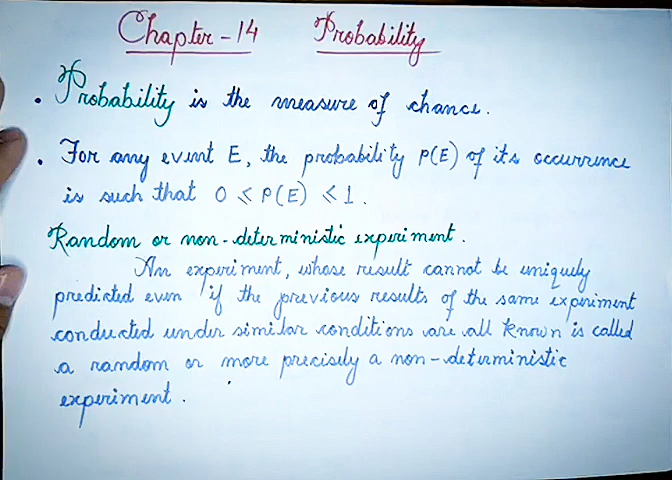 Chapter - 14 Probability
• Probability is the measure of chance.
• For any event E, the probability P(E) of its occurrence
is such that 0 ⩽ P(E) ⩽ 1.
Random or non-deterministic experiment.
An experiment, whose result cannot be uniquely
predicted even if the previous results of the same experiment
conducted under similar conditions are all known is called
a random or more precisely a non-deterministic
experiment.